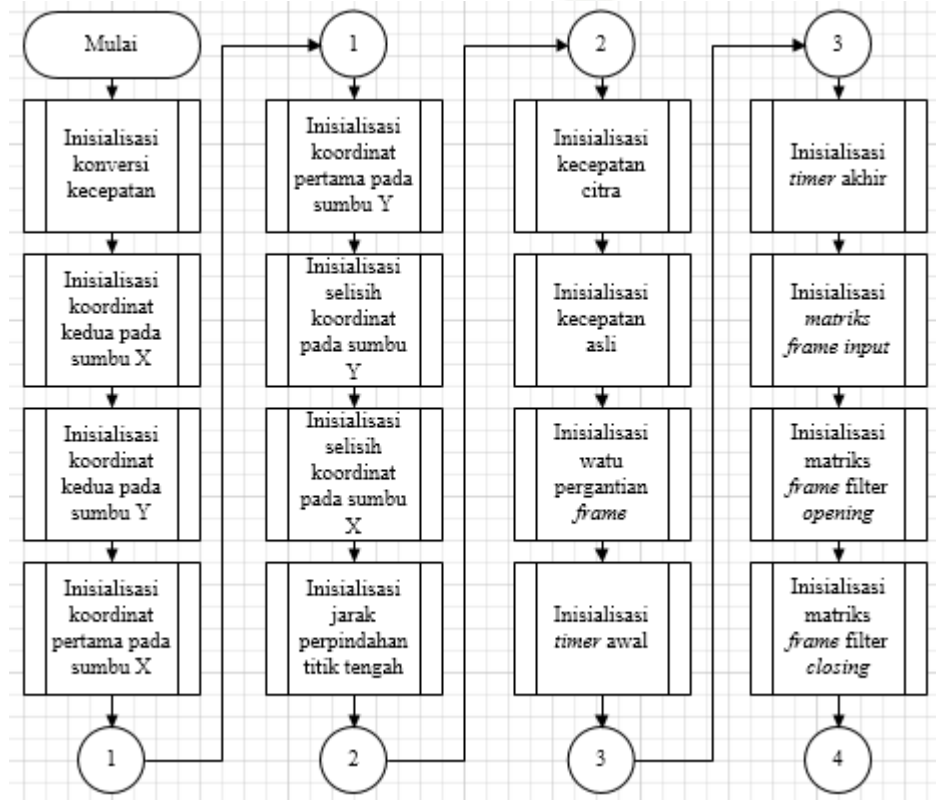 Mulai
Inisialisasi
konversi
kecepatan
Inisialisasi
koordinat
kedua pada
sumbu X
Inisialisasi
koordinat
kedua pada
sumbu Y
Inisialisasi
koordinat
pertama pada
sumbu X
1
1
Inisialisasi
koordinat
pertama pada
sumbu Y
Inisialisasi
selisih
koordinat
pada sumbu
Y
Inisialisasi
selisih
koordinat
pada sumbu
X
Inisialisasi
jarak
perpindahan
titik tengah
2
2
Inisialisasi
kecepatan
citra
Inisialisasi
kecepatan
asli
Inisialisasi
watu
pergantian
frame
Inisialisasi
timer awal
3
3
Inisialisasi
timer akhir
Inisialisasi
matriks
frame input
Inisialisasi
matriks
frame filter
opening
Inisialisasi
matriks
frame filter
closing
4